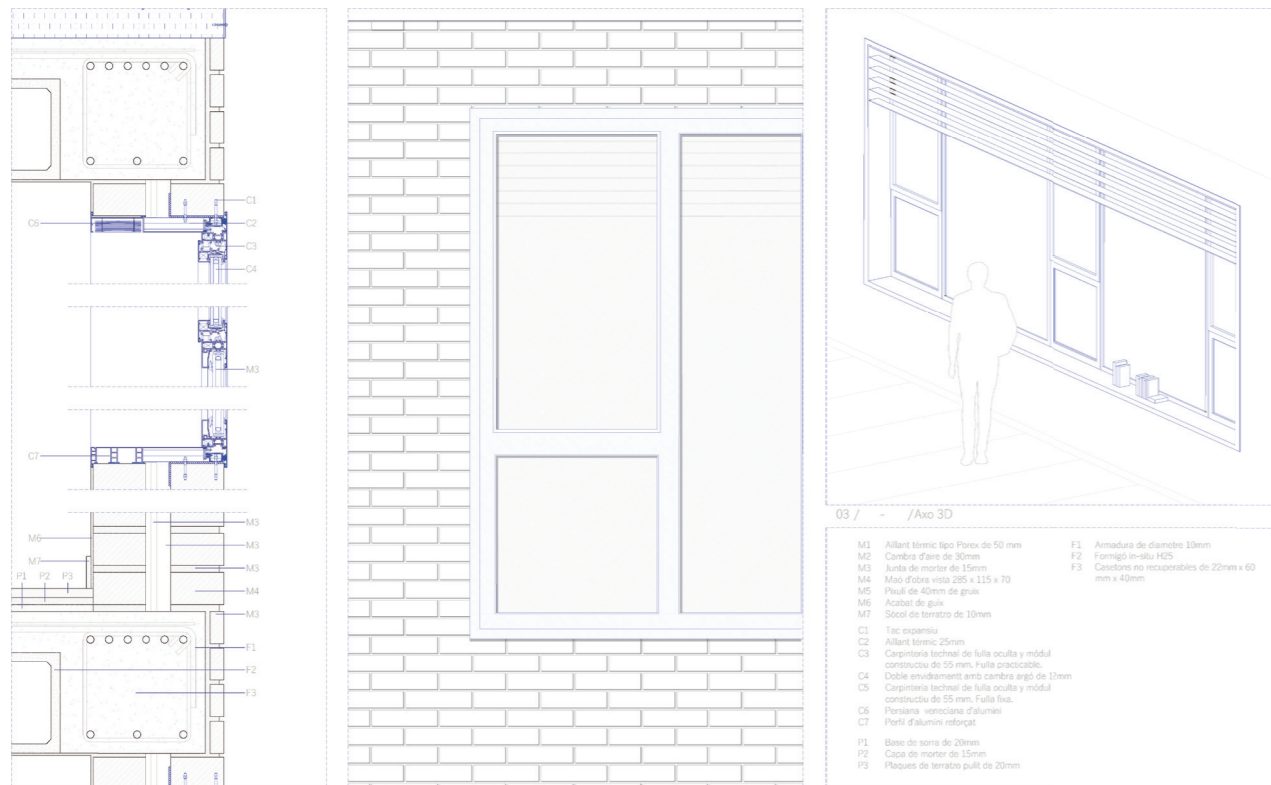 C1
C6
C2
C3
C4
M3
C7
M3
M6
M3
M7
M3
P1 P2 P3
M4
M3
F1
F2
F3
03 / - /Axo 3D
M1 Aïllant tèrmic tipo Porex de 50 mm
M2 Cambra d'aire de 30mm
M3 Junta de morter de 15mm
M4 Maó d'obra vista 285 x 115 x 70
M5 Pixulí de 40mm de gruix
M6 Acabat de guix
M7 Sòcol de terratzo de 10mm
C1 Tac expansiu
C2 Aïllant tèrmic 25mm
C3 Carpinteria technal de fulla oculta y mòdul
constructiu de 55 mm. Fulla practicable.
C4 Doble envidramentt amb cambra argó de
C5 Carpinteria technal de fulla oculta y mòdul
constructiu de 55 mm. Fulla fixa.
C6 Persiana veneciana d'alumini
C7 Perfil d'alumini reforçat
P1 Base de sorra de 20mm
P2 Capa de morter de 15mm
P3 Plaques de terratzo pulit de 20mm
F1 Armadura de diametre 10mm
F2 Formigó in-situ H25
F3 Casetons no recuperables de 22mm x 60
mm x 40mm